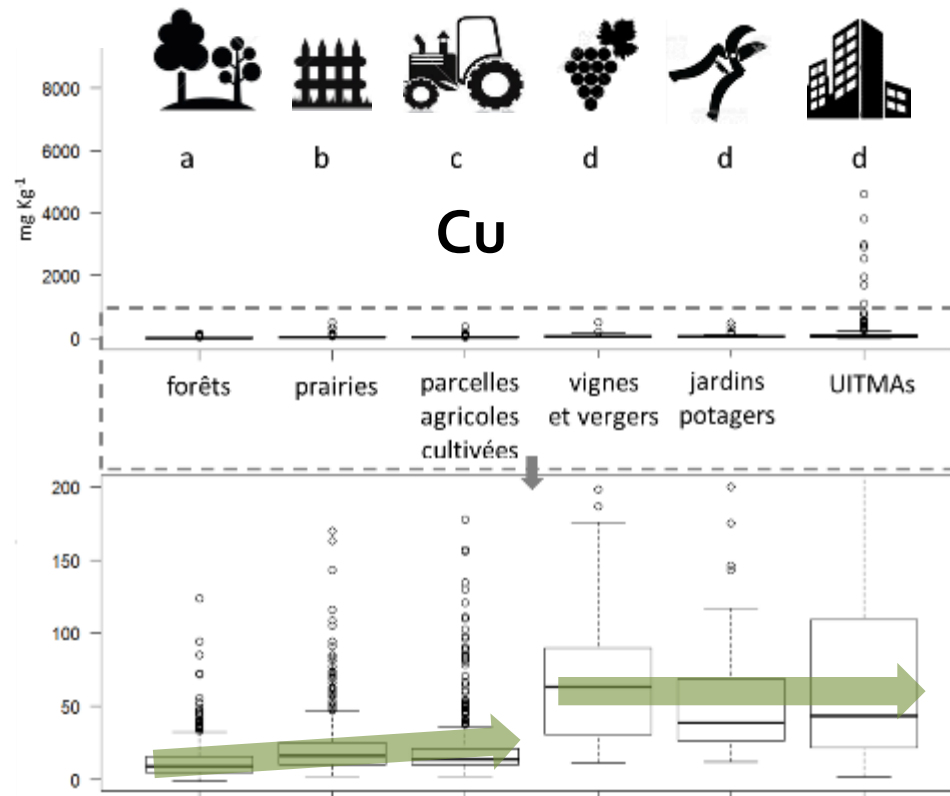 8000
6000
4000
2000
0
mg Kg⁻¹
a b c d d d
Cu
forêts prairies parcelles agricoles cultivées vignes et vergers jardins potagers UITMAs
200
150
100
50
0